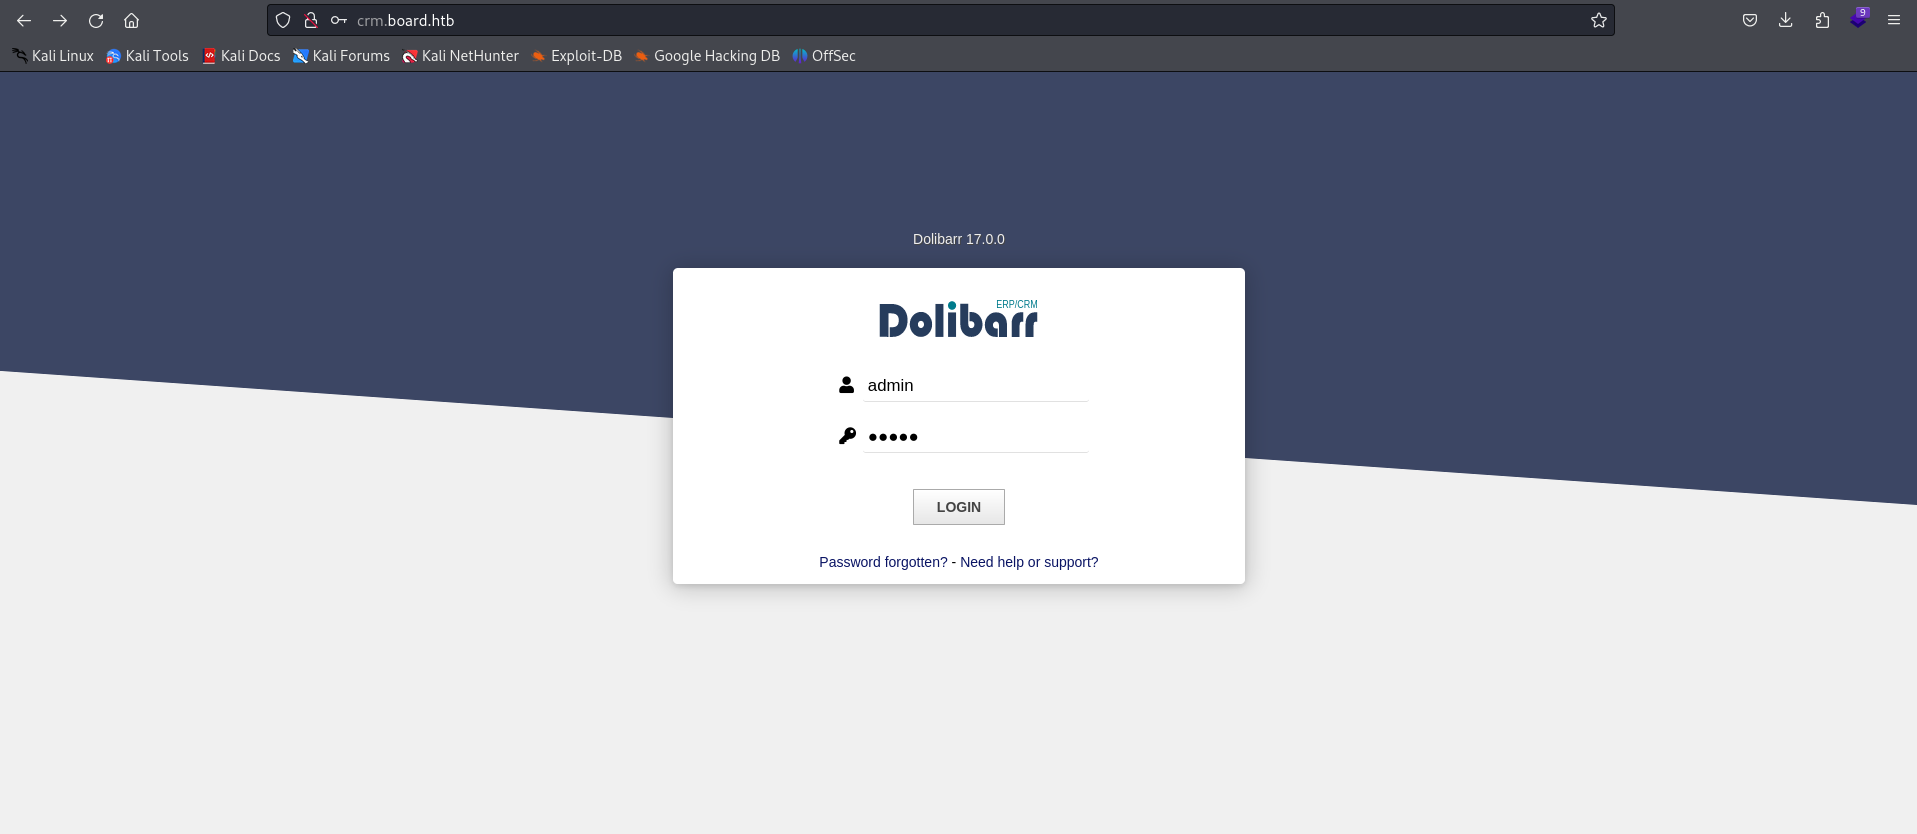 crm.board.htb
9
Kali Linux Kali Tools Kali Docs Kali Forums Kali NetHunter Exploit-DB Google Hacking DB OffSec
Dolibarr 17.0.0
ERP/CRM
Dolibarr
admin
•••••
LOGIN
Password forgotten? - Need help or support?